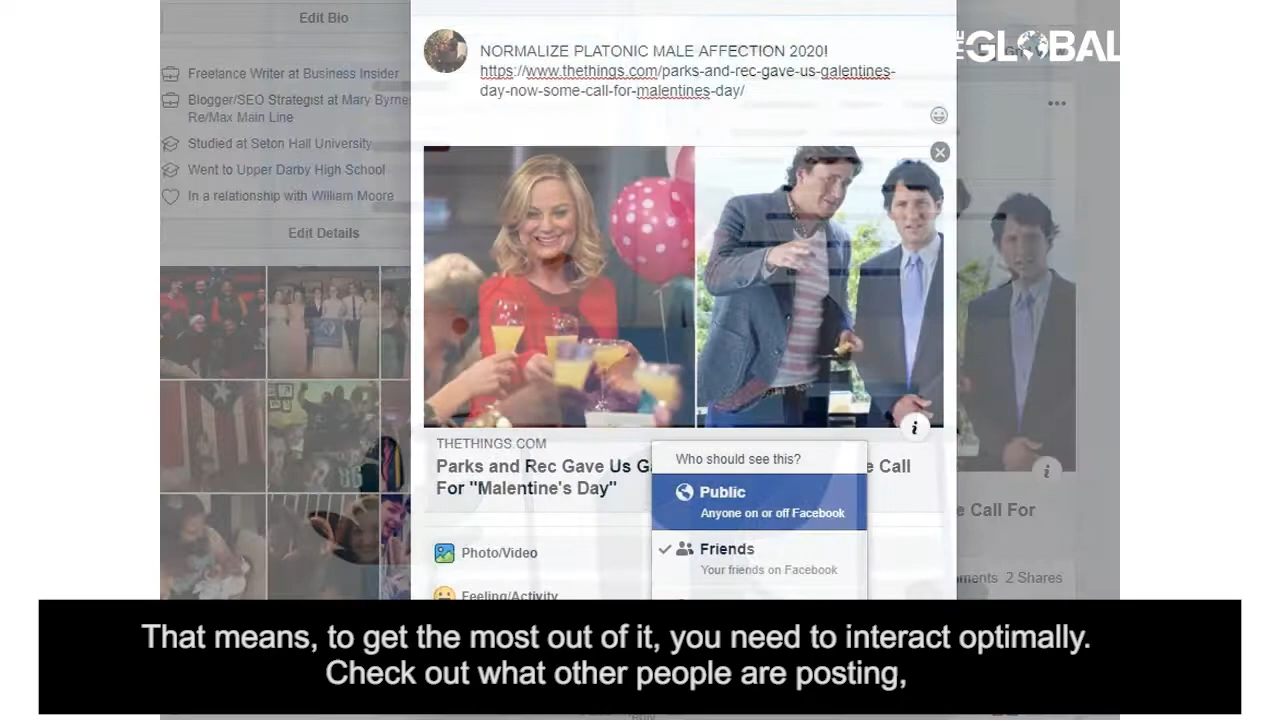 Edit Bio
Freelance Writer at Business Insider
Blogger/SEO Strategist at Mary Byrne
Re/Max Main Line
Studied at Seton Hall University
Went to Upper Darby High School
In a relationship with William Moore
Edit Details
NORMALIZE PLATONIC MALE AFFECTION 2020!
https://www.thethings.com/parks-and-rec-gave-us-galentines-
day-now-some-call-for-malentines-day/
THE GLOBAL
THETHINGS.COM
Parks and Rec Gave Us G e Call
For "Malentine's Day"
Who should see this?
Public
Anyone on or off Facebook
Friends
Your friends on Facebook
Photo/Video
Feeling/Activity
e Call For
mments 2 Shares
That means, to get the most out of it, you need to interact optimally.
Check out what other people are posting,